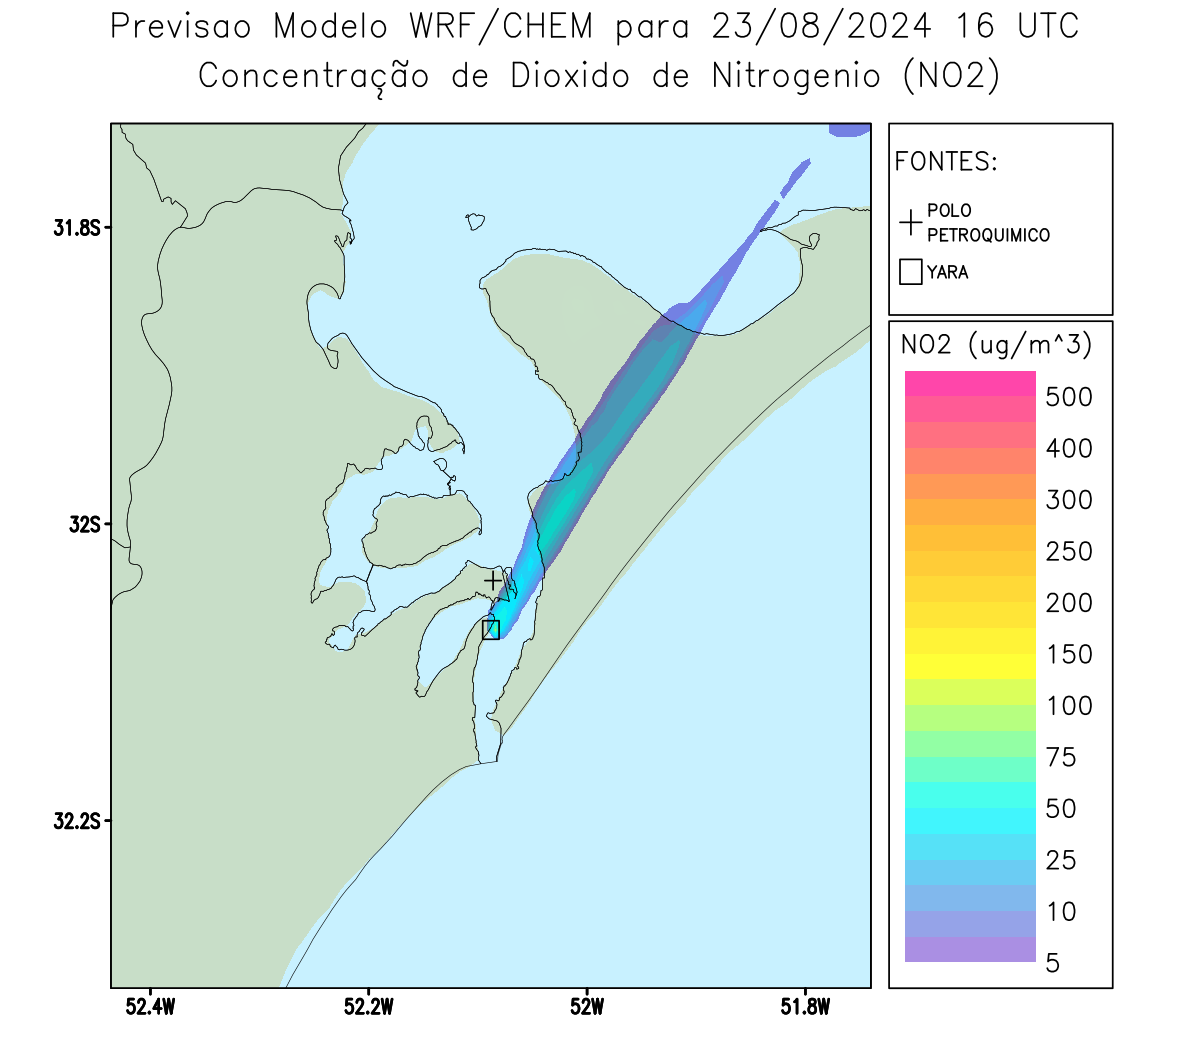 Previsao Modelo WRF/CHEM para 23/08/2024 16 UTC
Concentração de Dioxido de Nitrogenio (NO2)
FONTES:
POLO
PETROQUIMICO
YARA
NO2 (ug/m^3)
500
400
300
250
200
150
100
75
50
25
10
5
31.8S
32S
32.2S
52.4W
52.2W
52W
51.8W